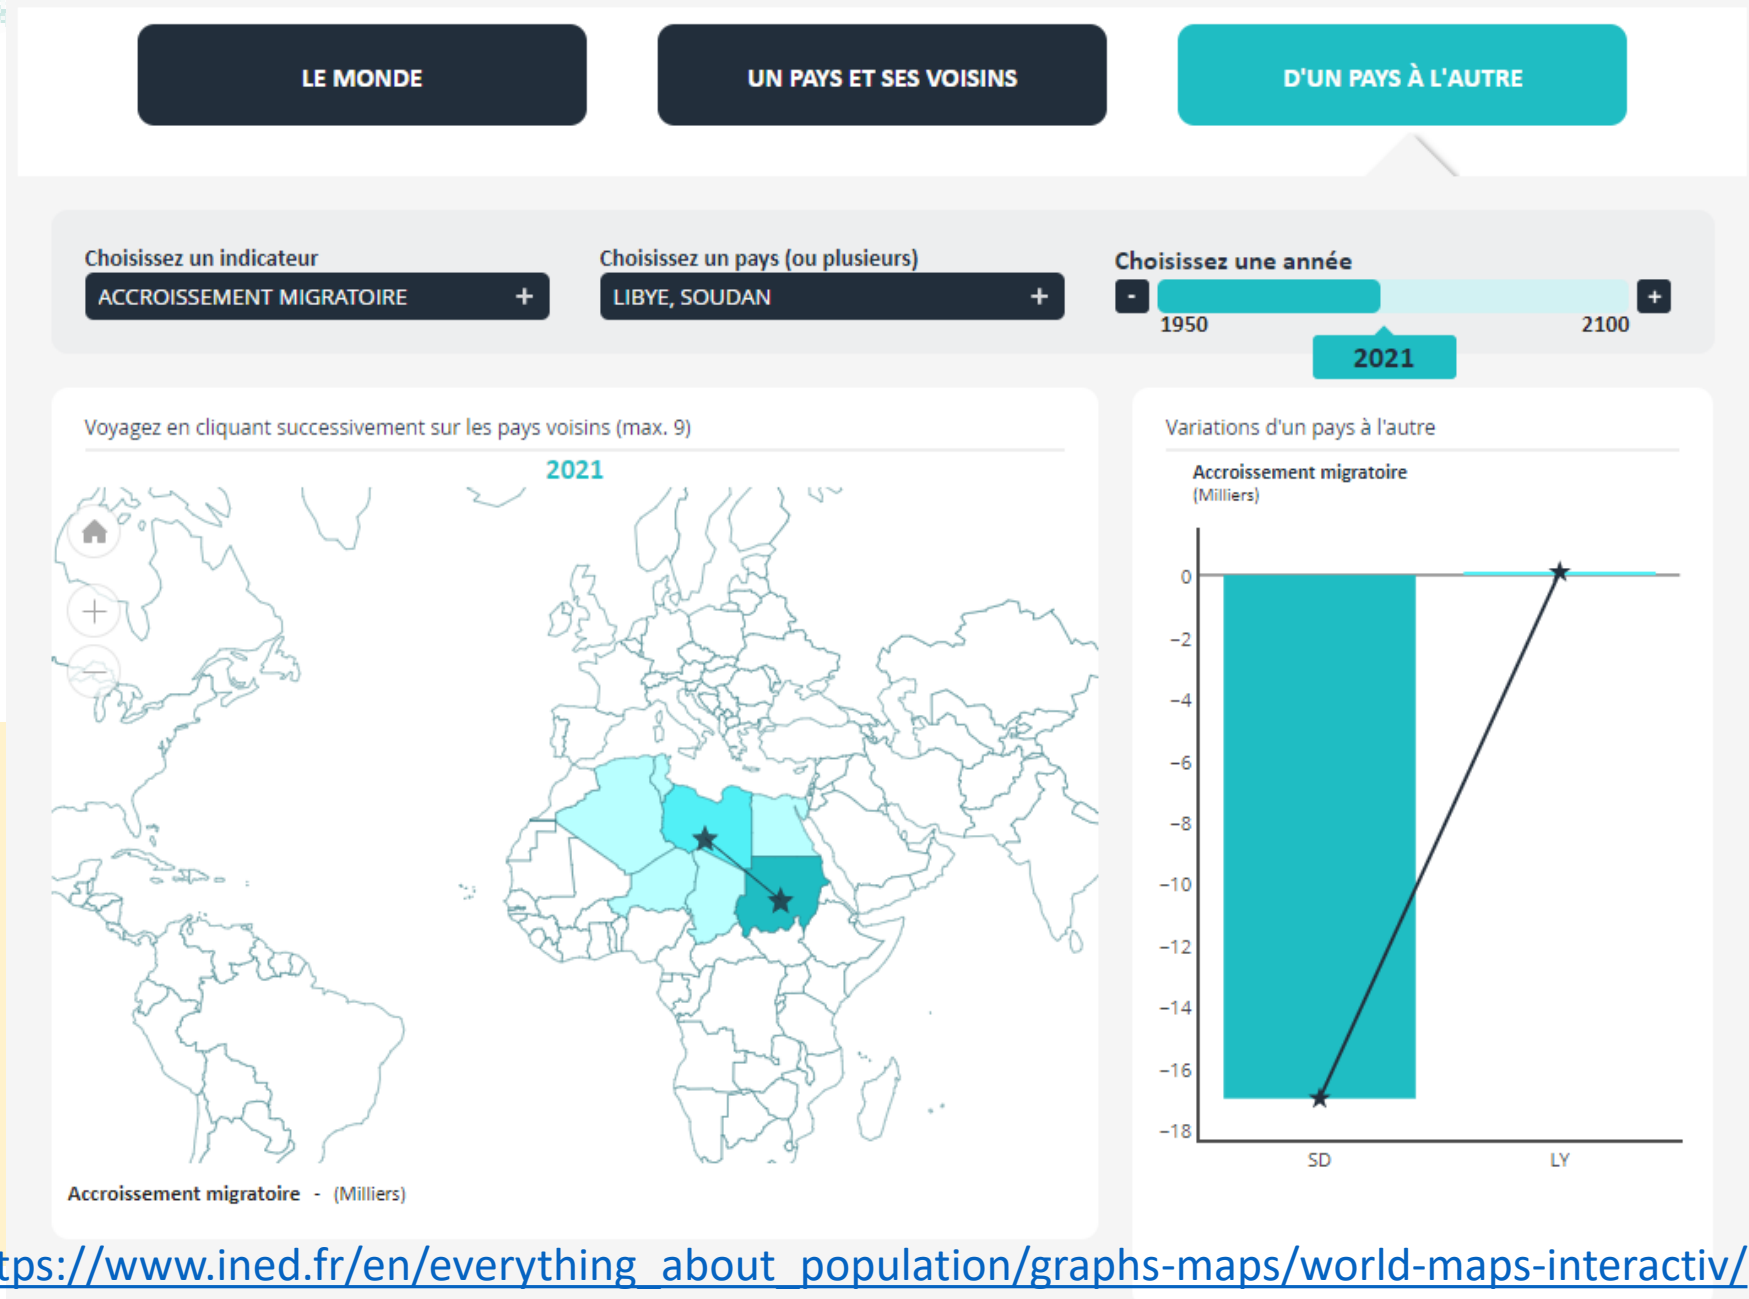 LE MONDE
UN PAYS ET SES VOISINS
D'UN PAYS À L'AUTRE
Choisissez un indicateur
ACCROISSEMENT MIGRATOIRE +
Choisissez un pays (ou plusieurs)
LIBYE, SOUDAN +
Choisissez une année
- +
1950 2100
2021
Voyagez en cliquant successivement sur les pays voisins (max. 9)
2021
Accroissement migratoire - (Milliers)
Variations d'un pays à l'autre
Accroissement migratoire
(Milliers)
0
−2
−4
−6
−8
−10
−12
−14
−16
−18
SD LY
tps://www.ined.fr/en/everything_about_population/graphs-maps/world-maps-interactiv/